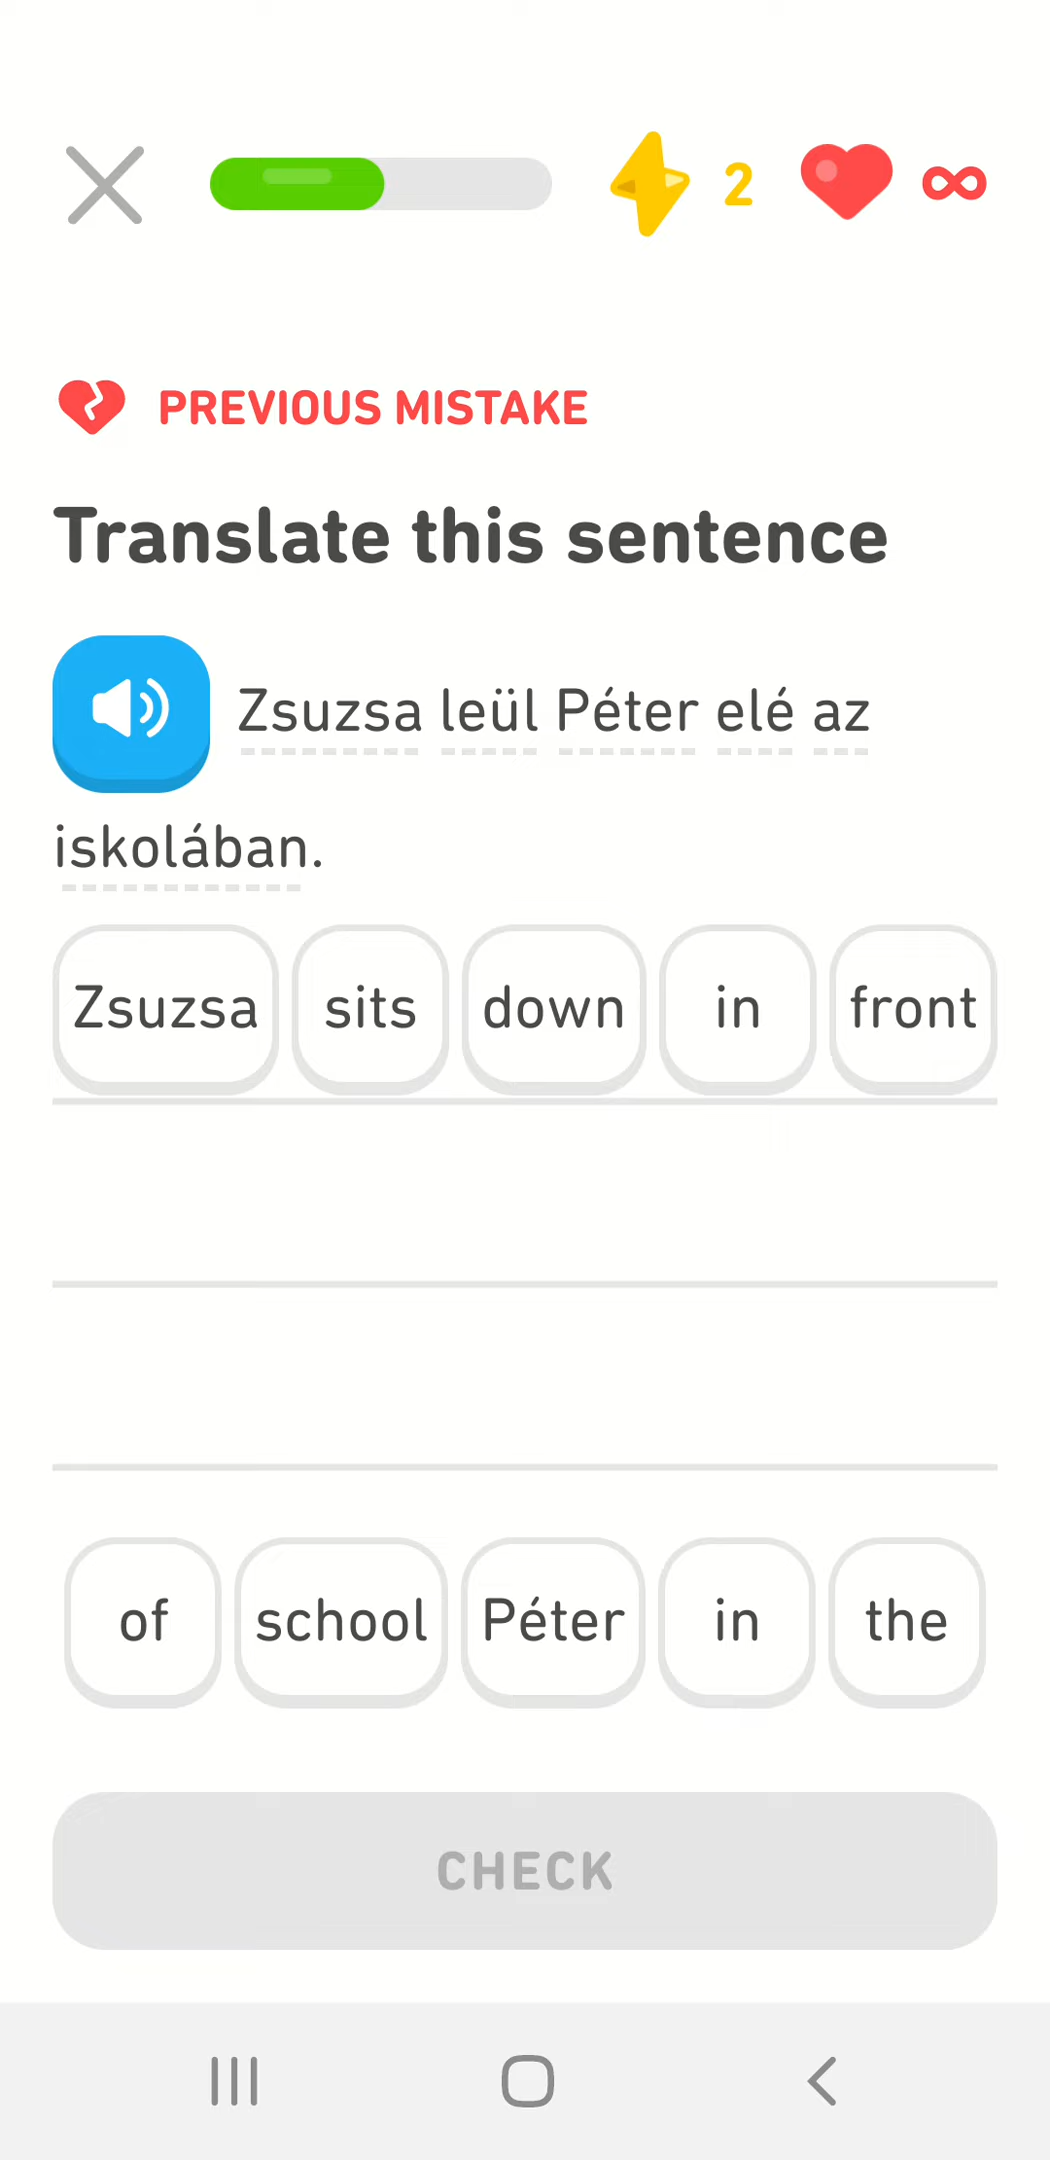 2 ∞
PREVIOUS MISTAKE
Translate this sentence
Zsuzsa leül Péter elé az
iskolában.
Zsuzsa sits down in front
of school Péter in the
CHECK